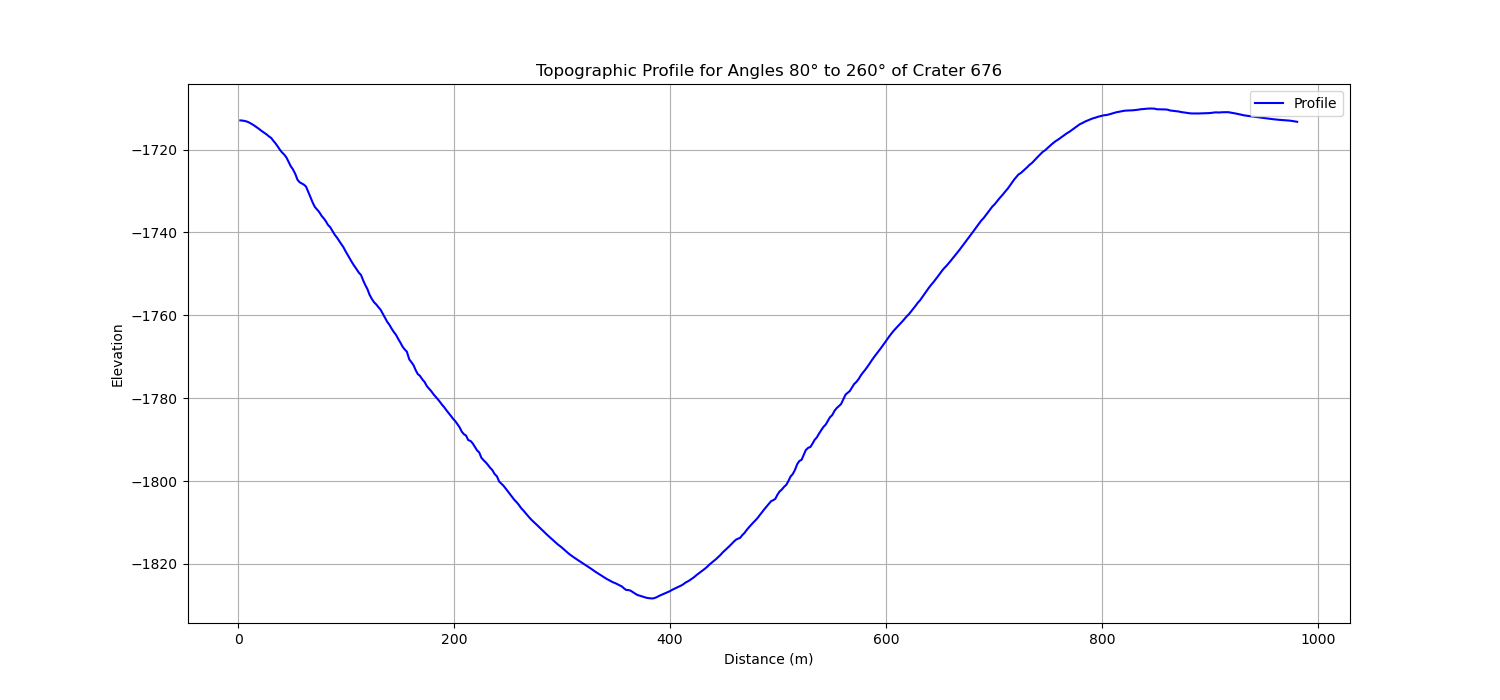 Topographic Profile for Angles 80° to 260° of Crater 676
Profile
−1720
−1740
−1760
−1780
−1800
−1820
Elevation
0 200 400 600 800 1000
Distance (m)